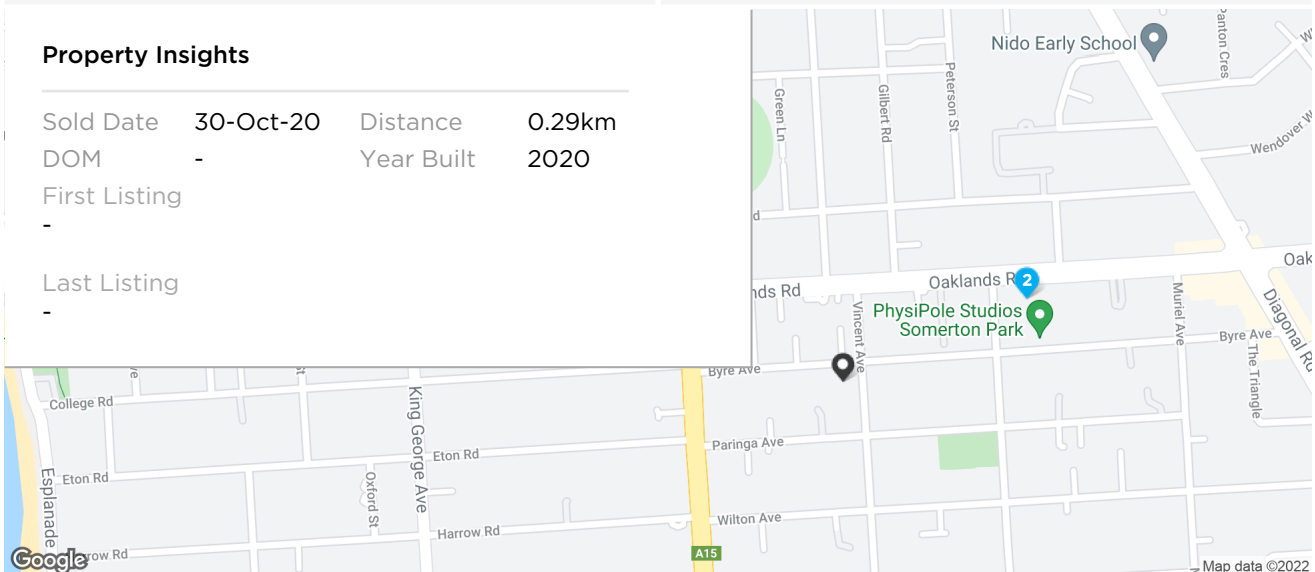 Property Insights
Sold Date 30-Oct-20 Distance 0.29km
DOM - Year Built 2020
First Listing
-
Last Listing
-
Nido Early School
Panton Cres
Peterson St
Green Ln
Gilbert Rd
Wendover W
Oaklands R
2
Oak
nds Rd
PhysiPole Studios
Somerton Park
Vincent Ave
Muriel Ave
Diagonal Rd
Byre Ave
The Triangle
Byre Ave
College Rd
King George Ave
Paringa Ave
Eton Rd
Eton Rd
Oxford St
Esplanade
Harrow Rd
Wilton Ave
A15
Google
rrow Rd
Map data ©2022